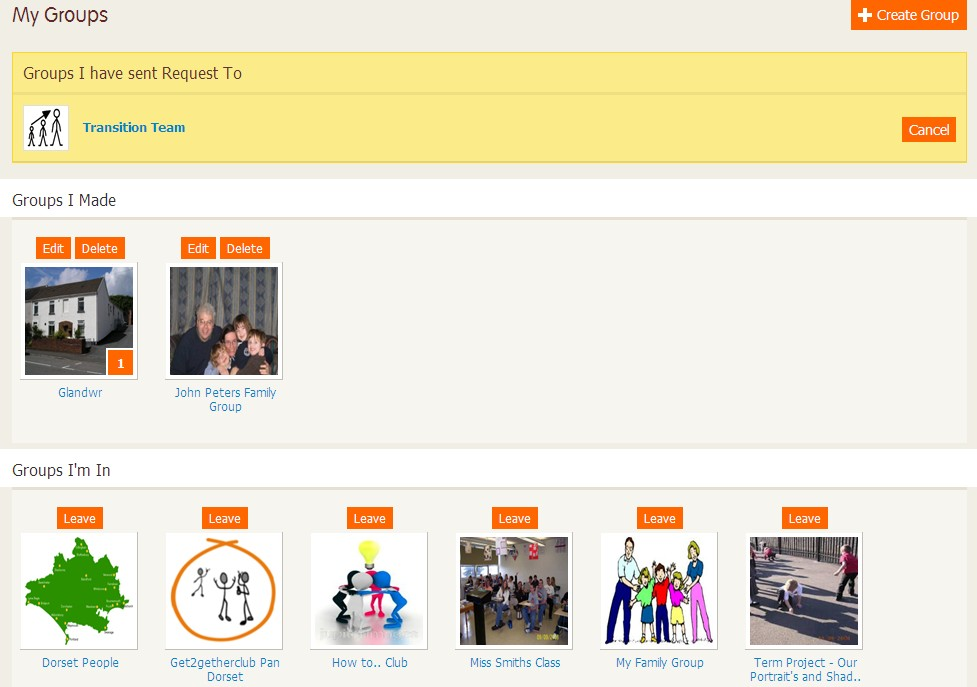 My Groups
Create Group
Groups I have sent Request To
Transition Team
Cancel
Groups I Made
Edit Delete
Edit Delete
1
Glandwr
John Peters Family
Group
Groups I'm In
Leave
Leave
Leave
Leave
Leave
Leave
Dorset People
Get2getherclub Pan
Dorset
How to.. Club
Miss Smiths Class
My Family Group
Term Project - Our
Portrait's and Shad..